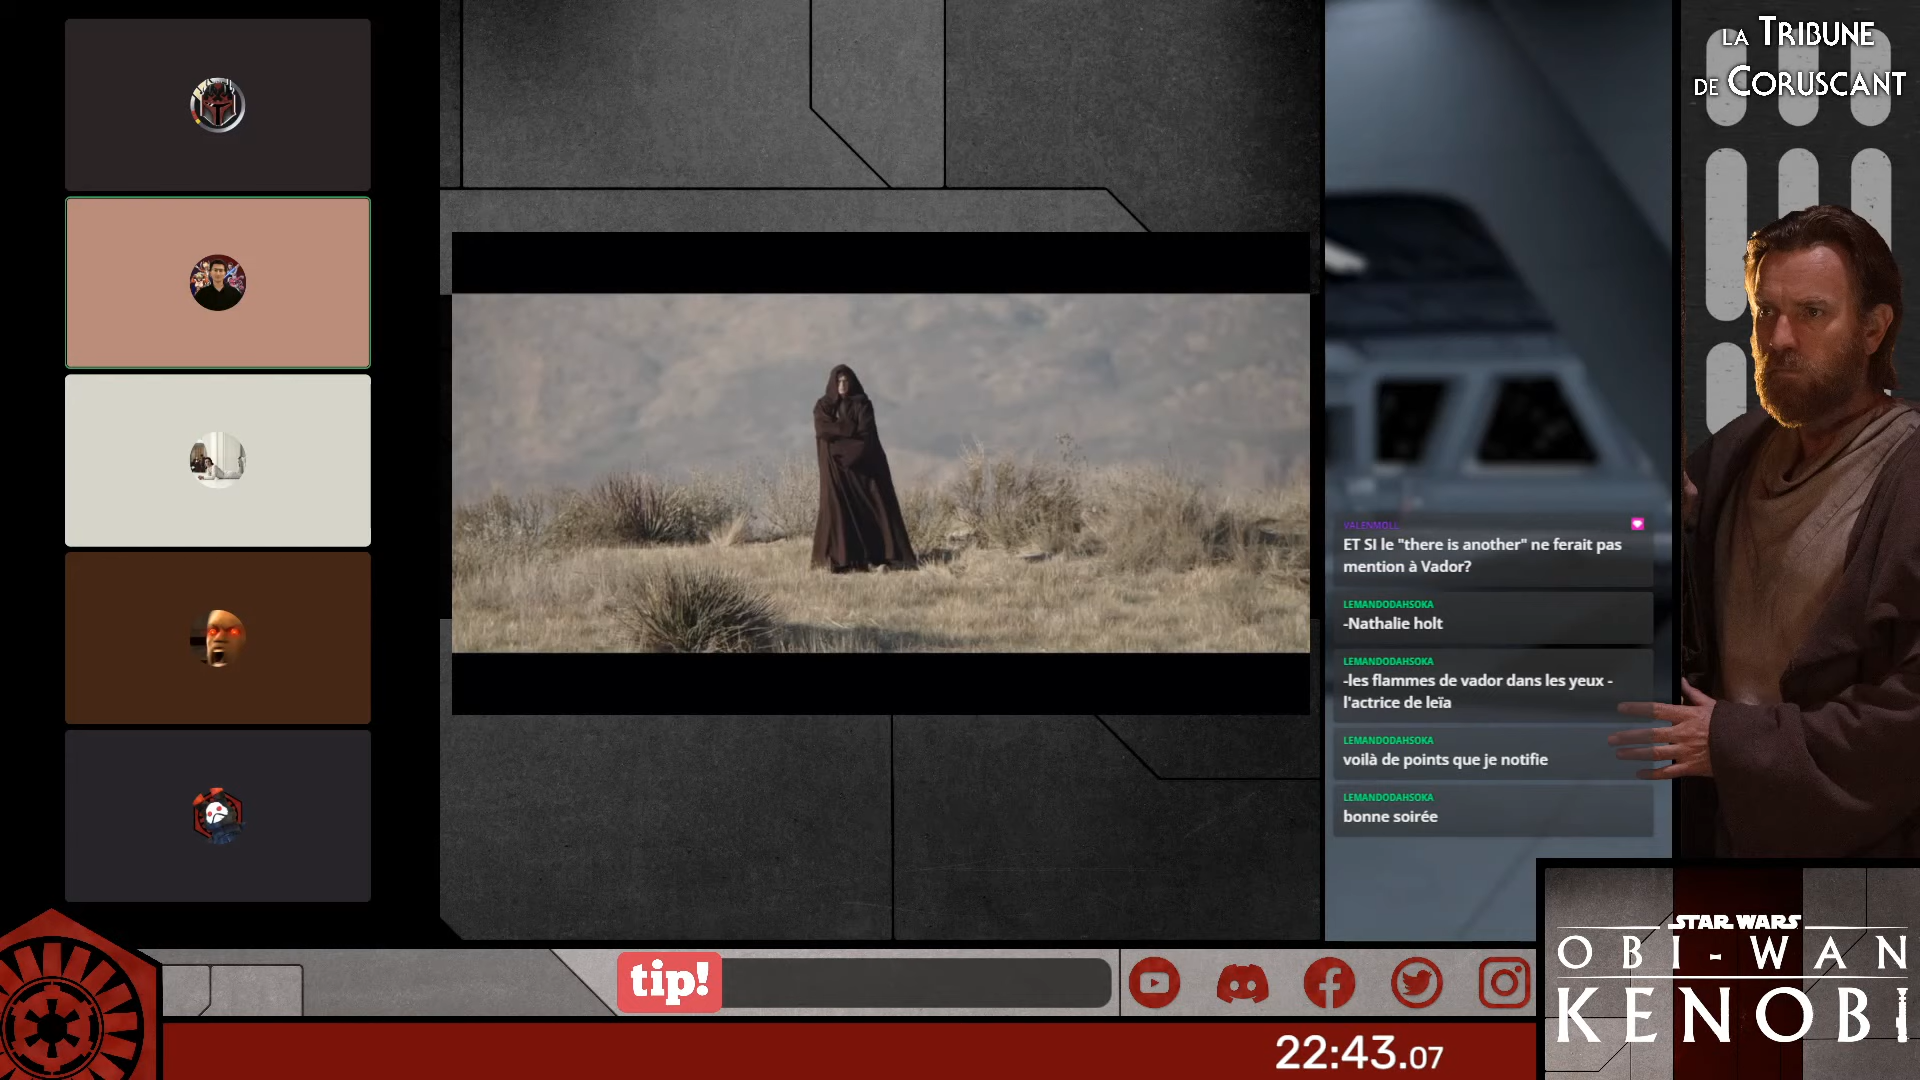 LA TRIBUNE
DE CORUSCANT
VALENMOLL
ET SI le "there is another" ne ferait pas
mention à Vador?
LEMANDODAHSOKA
-Nathalie holt
LEMANDODAHSOKA
-les flammes de vador dans les yeux -
l'actrice de leïa
LEMANDODAHSOKA
voilà de points que je notifie
LEMANDODAHSOKA
bonne soirée
tip!
STAR WARS
OBI-WAN
KENOBI
22:43.07